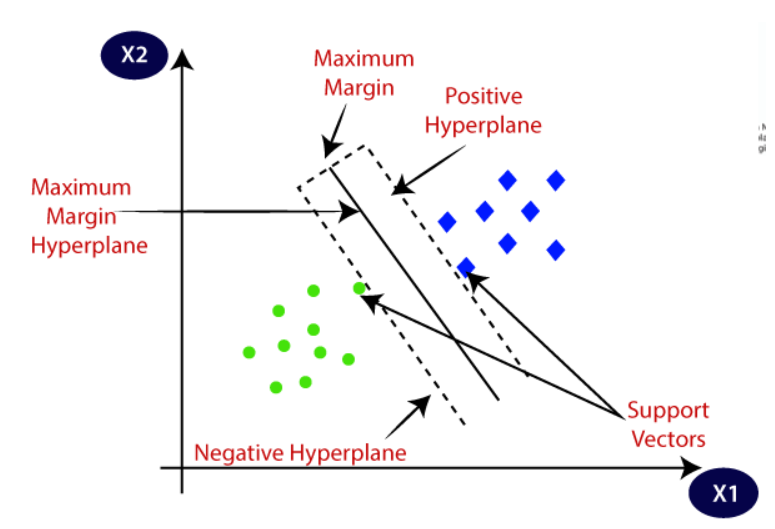 X2
Maximum
Margin
Positive
Hyperplane
Maximum
Margin
Hyperplane
Support
Vectors
Negative Hyperplane
X1